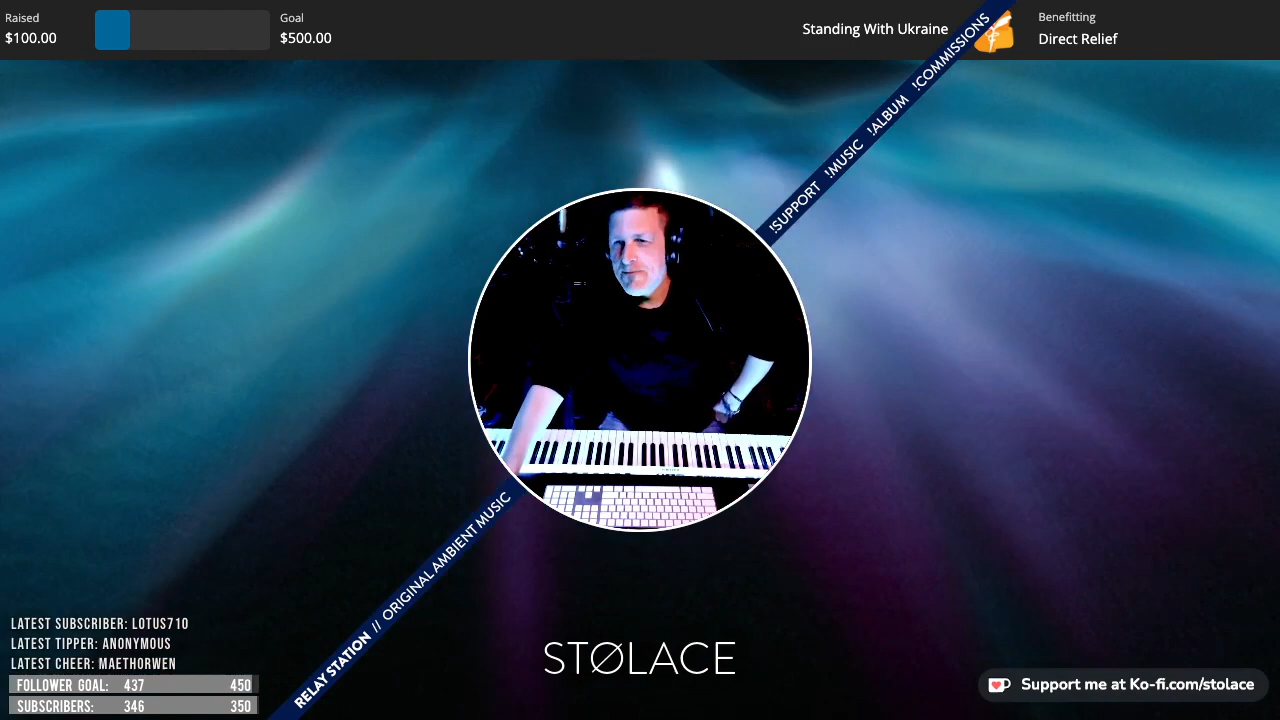 Raised
$100.00
Goal
$500.00
Standing With Ukraine
Benefitting
Direct Relief
!SUPPORT !MUSIC !ALBUM !COMMISSIONS
RELAY STATION // ORIGINAL AMBIENT MUSIC
LATEST SUBSCRIBER: LOTUS710
LATEST TIPPER: ANONYMOUS
LATEST CHEER: MAETHORWEN
FOLLOWER GOAL: 437 450
SUBSCRIBERS: 346 350
STØLACE
Support me at Ko-fi.com/stolace